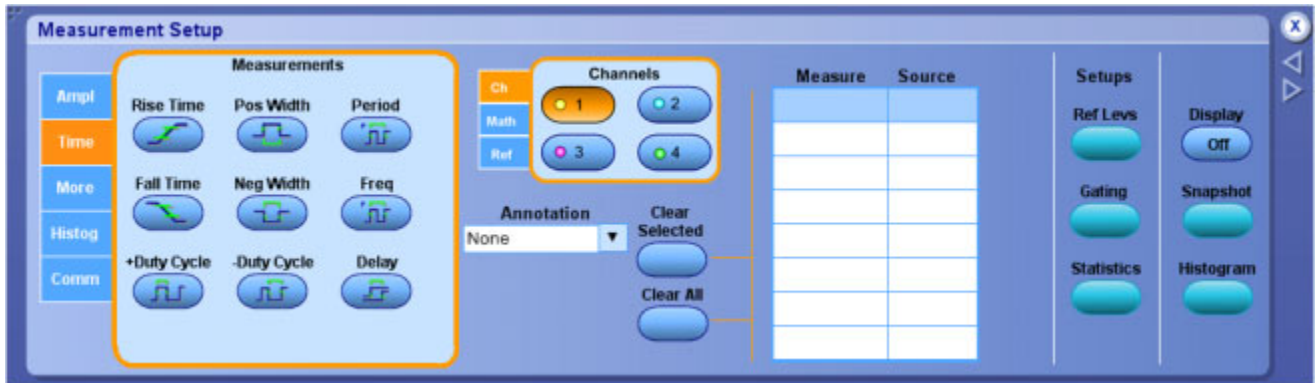 Measurement Setup
X
Ampl
Time
More
Histog
Comm
Measurements
Rise Time
Pos Width
Period
Fall Time
Neg Width
Freq
+Duty Cycle
-Duty Cycle
Delay
Ch
Math
Ref
Channels
1
2
3
4
Annotation
None
Clear
Selected
Clear All
Measure
Source
Setups
Ref Levs
Gating
Statistics
Display
Off
Snapshot
Histogram